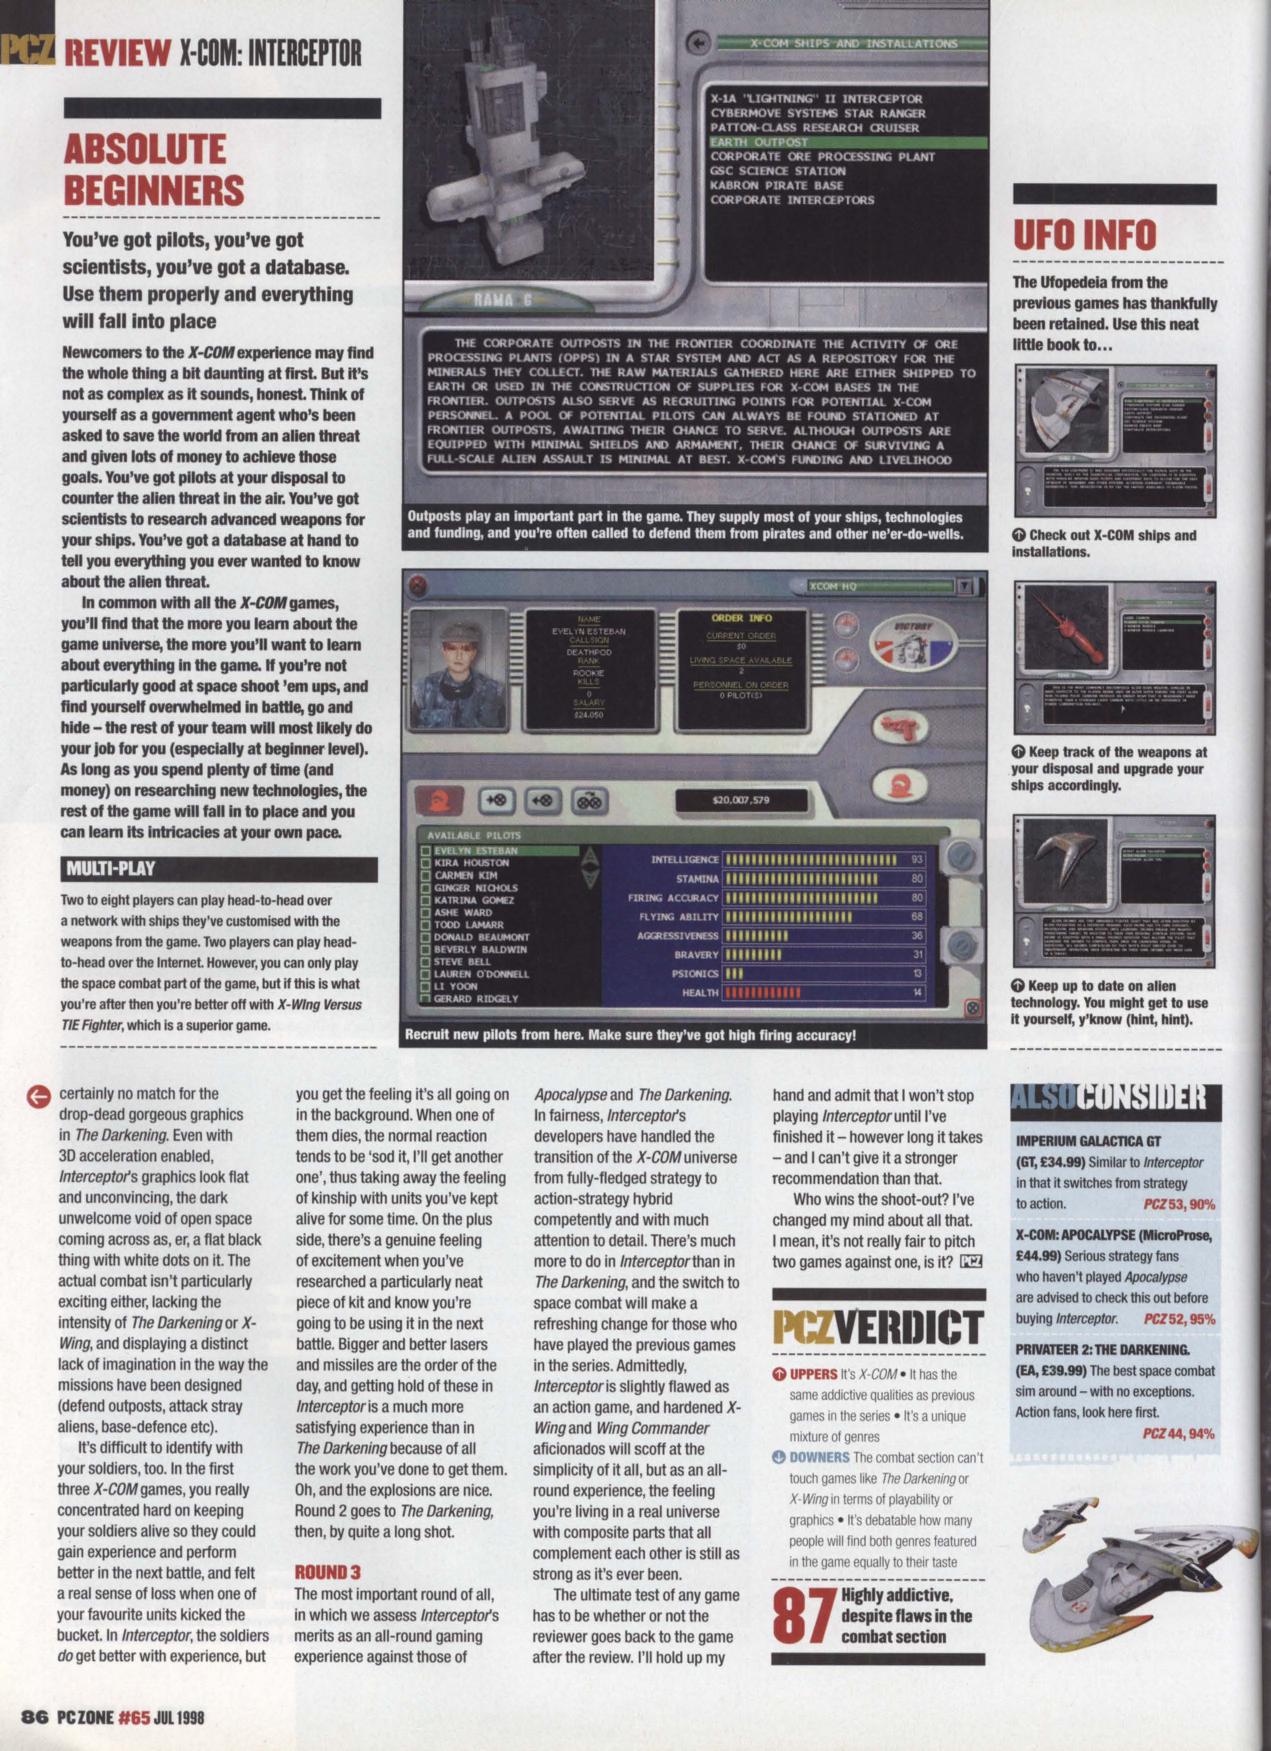 PCZ REVIEW X-COM: INTERCEPTOR
ABSOLUTE
BEGINNERS
You've got pilots, you've got
scientists, you've got a database.
Use them properly and everything
will fall into place
Newcomers to the X-COM experience may find
the whole thing a bit daunting at first. But it's
not as complex as it sounds, honest. Think of
yourself as a government agent who's been
asked to save the world from an alien threat
and given lots of money to achieve those
goals. You've got pilots at your disposal to
counter the alien threat in the air. You've got
scientists to research advanced weapons for
your ships. You've got a database at hand to
tell you everything you ever wanted to know
about the alien threat.
In common with all the X-COM games,
you'll find that the more you learn about the
game universe, the more you'll want to learn
about everything in the game. If you're not
particularly good at space shoot 'em ups, and
find yourself overwhelmed in battle, go and
hide – the rest of your team will most likely do
your job for you (especially at beginner level).
As long as you spend plenty of time (and
money) on researching new technologies, the
rest of the game will fall in to place and you
can learn its intricacies at your own pace.
MULTI-PLAY
Two to eight players can play head-to-head over
a network with ships they've customised with the
weapons from the game. Two players can play head-
to-head over the Internet. However, you can only play
the space combat part of the game, but if this is what
you're after then you're better off with X-Wing Versus
TIE Fighter, which is a superior game.
X-COM SHIPS AND INSTALLATIONS
X-1A "LIGHTNING" II INTERCEPTOR
CYBERMOVE SYSTEMS STAR RANGER
PATTON-CLASS RESEARCH CRUISER
EARTH OUTPOST
CORPORATE ORE PROCESSING PLANT
GSC SCIENCE STATION
KABRON PIRATE BASE
CORPORATE INTERCEPTORS
RAMA 6
THE CORPORATE OUTPOSTS IN THE FRONTIER COORDINATE THE ACTIVITY OF ORE
PROCESSING PLANTS (OPPS) IN A STAR SYSTEM AND ACT AS A REPOSITORY FOR THE
MINERALS THEY COLLECT. THE RAW MATERIALS GATHERED HERE ARE EITHER SHIPPED TO
EARTH OR USED IN THE CONSTRUCTION OF SUPPLIES FOR X-COM BASES IN THE
FRONTIER. OUTPOSTS ALSO SERVE AS RECRUITING POINTS FOR POTENTIAL X-COM
PERSONNEL. A POOL OF POTENTIAL PILOTS CAN ALWAYS BE FOUND STATIONED AT
FRONTIER OUTPOSTS, AWAITING THEIR CHANCE TO SERVE. ALTHOUGH OUTPOSTS ARE
EQUIPPED WITH MINIMAL SHIELDS AND ARMAMENT, THEIR CHANCE OF SURVIVING A
FULL-SCALE ALIEN ASSAULT IS MINIMAL AT BEST. X-COM'S FUNDING AND LIVELIHOOD
Outposts play an important part in the game. They supply most of your ships, technologies
and funding, and you're often called to defend them from pirates and other ne'er-do-wells.
XCOM HQ
NAME
EVELYN ESTEBAN
CALLSIGN
DEATHPOD
RANK
ROOKIE
KILLS
0
SALARY
$24,050
ORDER INFO
CURRENT ORDER
$0
LIVING SPACE AVAILABLE
2
PERSONNEL ON ORDER
0 PILOT(S)
VICTORY
$20,007,579
AVAILABLE PILOTS
EVELYN ESTEBAN
KIRA HOUSTON
CARMEN KIM
GINGER NICHOLS
KATRINA GOMEZ
ASHE WARD
TODD LAMARR
DONALD BEAUMONT
BEVERLY BALDWIN
STEVE BELL
LAUREN O'DONNELL
LI YOON
GERARD RIDGELY
INTELLIGENCE 93
STAMINA 80
FIRING ACCURACY 80
FLYING ABILITY 68
AGGRESSIVENESS 36
BRAVERY 31
PSIONICS 13
HEALTH 14
Recruit new pilots from here. Make sure they've got high firing accuracy!
UFO INFO
The Ufopedeia from the
previous games has thankfully
been retained. Use this neat
little book to...
Check out X-COM ships and
installations.
Keep track of the weapons at
your disposal and upgrade your
ships accordingly.
Keep up to date on alien
technology. You might get to use
it yourself, y'know (hint, hint).
certainly no match for the
drop-dead gorgeous graphics
in The Darkening. Even with
3D acceleration enabled,
Interceptor's graphics look flat
and unconvincing, the dark
unwelcome void of open space
coming across as, er, a flat black
thing with white dots on it. The
actual combat isn't particularly
exciting either, lacking the
intensity of The Darkening or X-
Wing, and displaying a distinct
lack of imagination in the way the
missions have been designed
(defend outposts, attack stray
aliens, base-defence etc).
It's difficult to identify with
your soldiers, too. In the first
three X-COM games, you really
concentrated hard on keeping
your soldiers alive so they could
gain experience and perform
better in the next battle, and felt
a real sense of loss when one of
your favourite units kicked the
bucket. In Interceptor, the soldiers
do get better with experience, but
you get the feeling it's all going on
in the background. When one of
them dies, the normal reaction
tends to be 'sod it, I'll get another
one', thus taking away the feeling
of kinship with units you've kept
alive for some time. On the plus
side, there's a genuine feeling
of excitement when you've
researched a particularly neat
piece of kit and know you're
going to be using it in the next
battle. Bigger and better lasers
and missiles are the order of the
day, and getting hold of these in
Interceptor is a much more
satisfying experience than in
The Darkening because of all
the work you've done to get them.
Oh, and the explosions are nice.
Round 2 goes to The Darkening,
then, by quite a long shot.
ROUND 3
The most important round of all,
in which we assess Interceptor's
merits as an all-round gaming
experience against those of
Apocalypse and The Darkening.
In fairness, Interceptor's
developers have handled the
transition of the X-COM universe
from fully-fledged strategy to
action-strategy hybrid
competently and with much
attention to detail. There's much
more to do in Interceptor than in
The Darkening, and the switch to
space combat will make a
refreshing change for those who
have played the previous games
in the series. Admittedly,
Interceptor is slightly flawed as
an action game, and hardened X-
Wing and Wing Commander
aficionados will scoff at the
simplicity of it all, but as an all-
round experience, the feeling
you're living in a real universe
with composite parts that all
complement each other is still as
strong as it's ever been.
The ultimate test of any game
has to be whether or not the
reviewer goes back to the game
after the review. I'll hold up my
hand and admit that I won't stop
playing Interceptor until I've
finished it – however long it takes
– and I can't give it a stronger
recommendation than that.
Who wins the shoot-out? I've
changed my mind about all that.
I mean, it's not really fair to pitch
two games against one, is it? PCZ
PCZVERDICT
UPPERS It's X-COM • It has the
same addictive qualities as previous
games in the series • It's a unique
mixture of genres
DOWNERS The combat section can't
touch games like The Darkening or
X-Wing in terms of playability or
graphics • It's debatable how many
people will find both genres featured
in the game equally to their taste
87 Highly addictive,
despite flaws in the
combat section
ALSO CONSIDER
IMPERIUM GALACTICA GT
(GT, £34.99) Similar to Interceptor
in that it switches from strategy
to action. PCZ 53, 90%
X-COM: APOCALYPSE (MicroProse,
£44.99) Serious strategy fans
who haven't played Apocalypse
are advised to check this out before
buying Interceptor. PCZ 52, 95%
PRIVATEER 2: THE DARKENING.
(EA, £39.99) The best space combat
sim around – with no exceptions.
Action fans, look here first.
PCZ 44, 94%
86 PC ZONE #65 JUL 1998